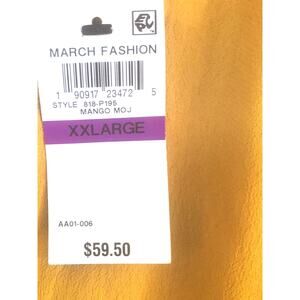 MARCH FASHION
1 90917 23472 5
STYLE 818-P195
MANGO MOJ
XXLARGE
AA01-006
$59.50